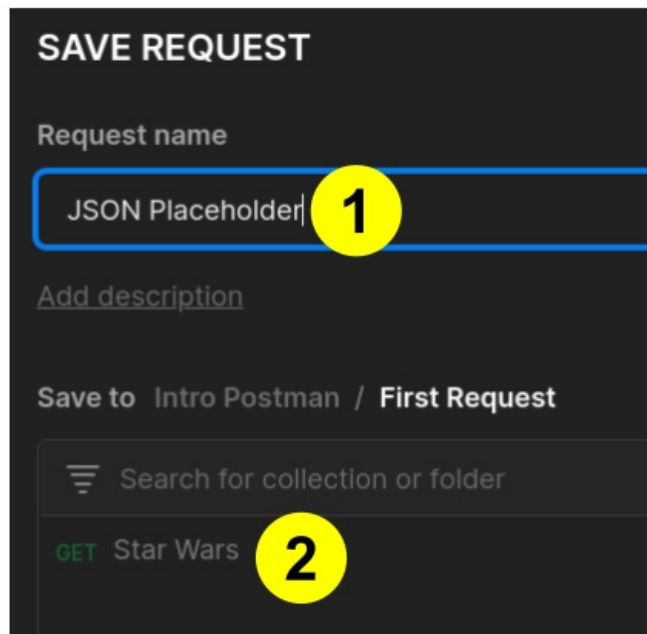 SAVE REQUEST
Request name
JSON Placeholder 1
Add description
Save to Intro Postman / First Request
Search for collection or folder
GET Star Wars 2